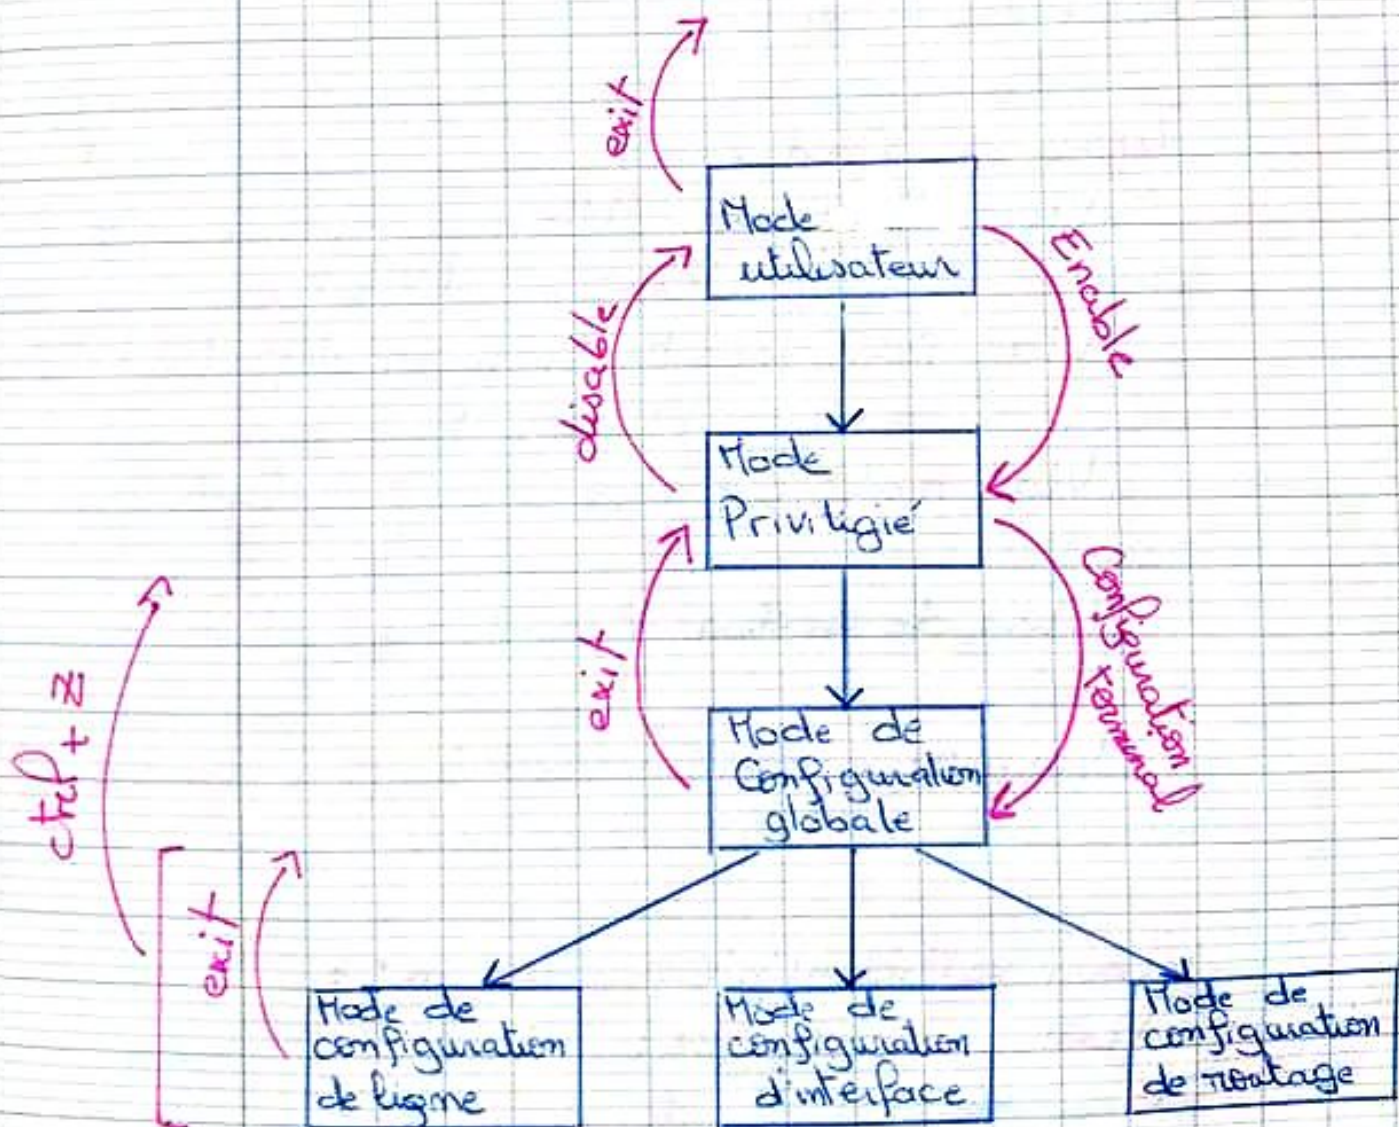 exit
Mode
utilisateur
Enable
disable
Mode
Priviligié
Configuration
terminal
exit
ctrl + z
Mode de
Configuration
globale
exit
Mode de
configuration
de ligne
Mode de
configuration
d'interface
Mode de
configuration
de routage